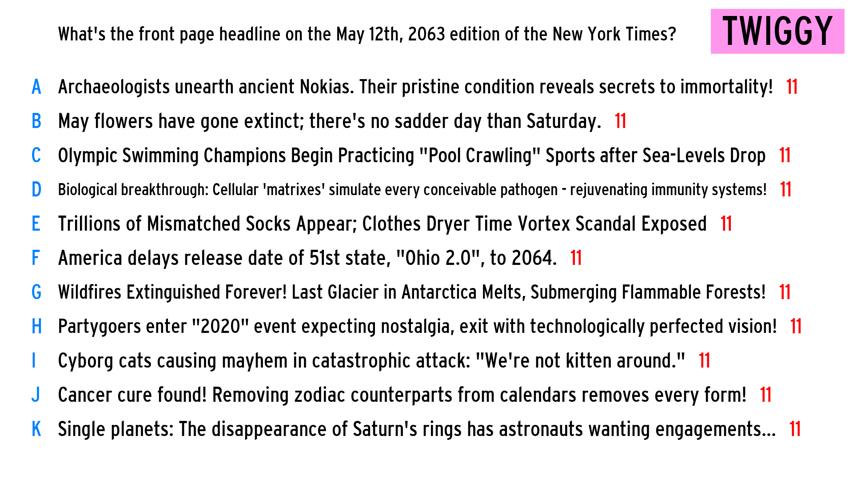 What's the front page headline on the May 12th, 2063 edition of the New York Times?
TWIGGY
A Archaeologists unearth ancient Nokias. Their pristine condition reveals secrets to immortality! 11
B May flowers have gone extinct; there's no sadder day than Saturday. 11
C Olympic Swimming Champions Begin Practicing "Pool Crawling" Sports after Sea-Levels Drop 11
D Biological breakthrough: Cellular 'matrixes' simulate every conceivable pathogen - rejuvenating immunity systems! 11
E Trillions of Mismatched Socks Appear; Clothes Dryer Time Vortex Scandal Exposed 11
F America delays release date of 51st state, "Ohio 2.0", to 2064. 11
G Wildfires Extinguished Forever! Last Glacier in Antarctica Melts, Submerging Flammable Forests! 11
H Partygoers enter "2020" event expecting nostalgia, exit with technologically perfected vision! 11
I Cyborg cats causing mayhem in catastrophic attack: "We're not kitten around." 11
J Cancer cure found! Removing zodiac counterparts from calendars removes every form! 11
K Single planets: The disappearance of Saturn's rings has astronauts wanting engagements... 11